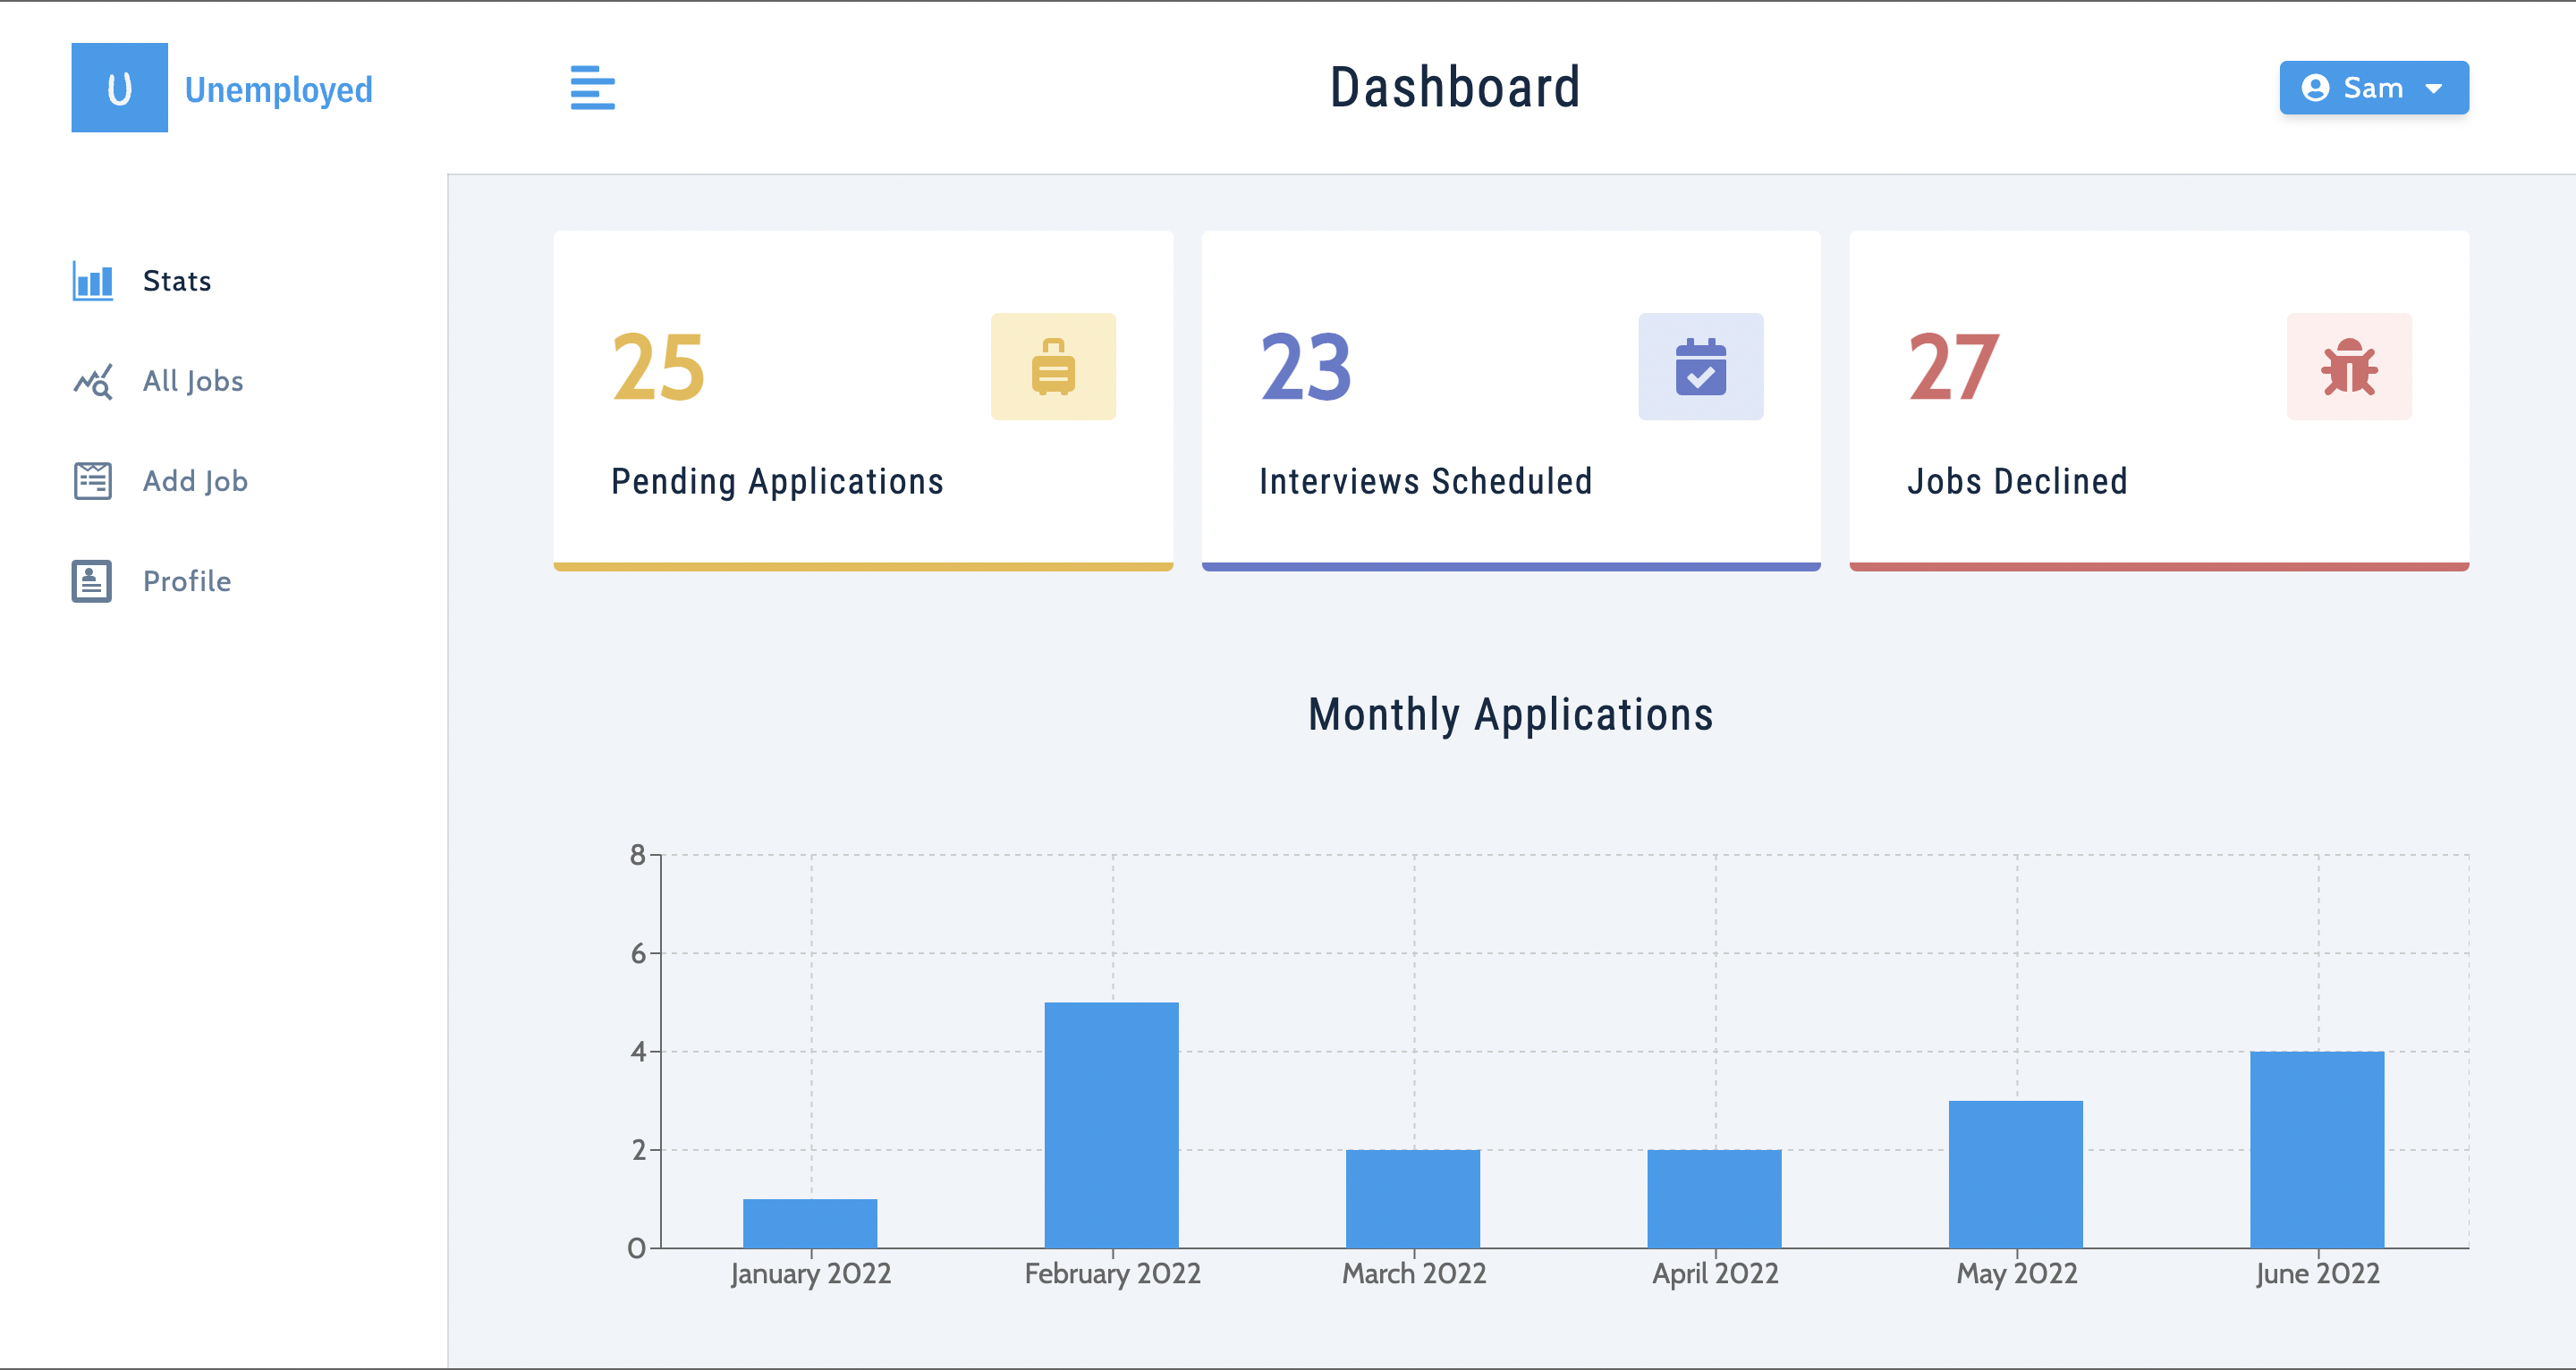 U Unemployed
Dashboard
Sam
Stats
All Jobs
Add Job
Profile
25
Pending Applications
23
Interviews Scheduled
27
Jobs Declined
Monthly Applications
8
6
4
2
0
January 2022 February 2022 March 2022 April 2022 May 2022 June 2022